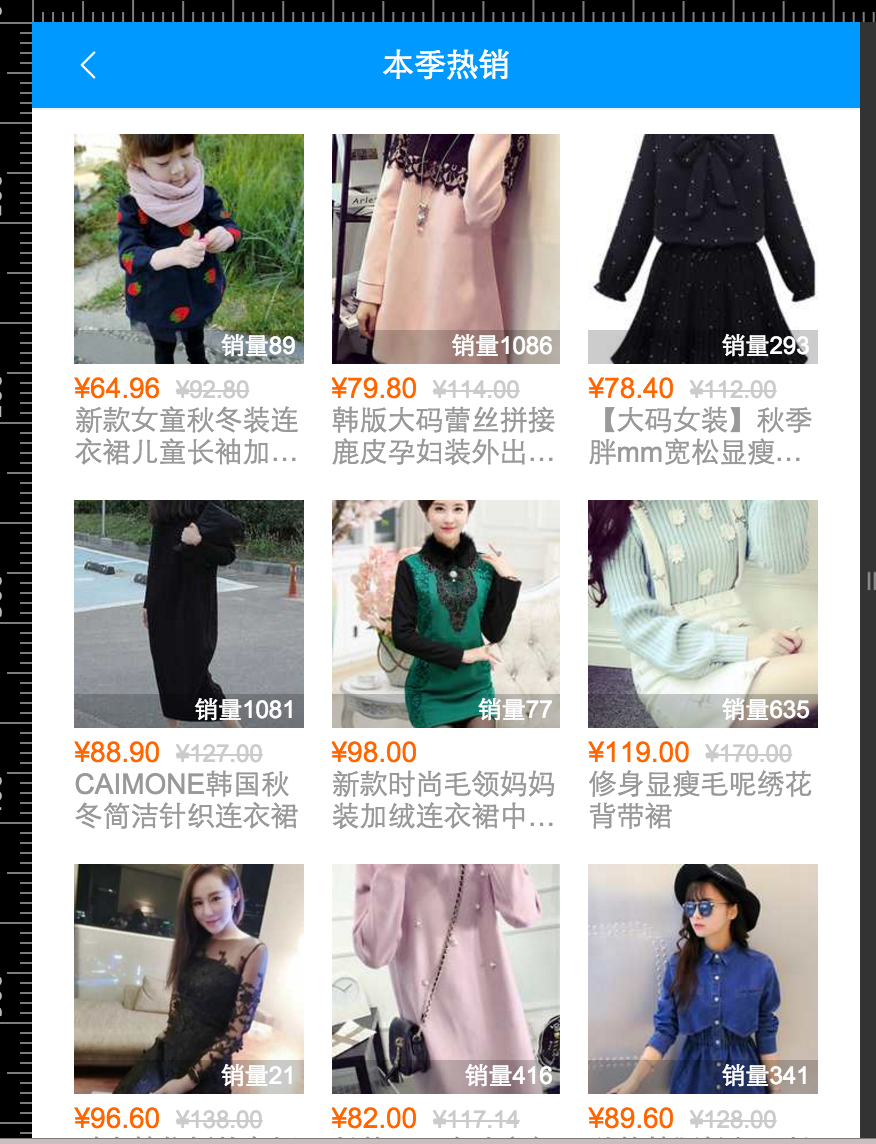 本季热销
Arle
销量89
销量1086
销量293
¥64.96 ¥92.80
¥79.80 ¥114.00
¥78.40 ¥112.00
新款女童秋冬装连
衣裙儿童长袖加...
韩版大码蕾丝拼接
鹿皮孕妇装外出...
【大码女装】秋季
胖mm宽松显瘦...
销量1081
销量77
销量635
¥88.90 ¥127.00
¥98.00
¥119.00 ¥170.00
CAIMONE韩国秋
冬简洁针织连衣裙
新款时尚毛领妈妈
装加绒连衣裙中...
修身显瘦毛呢绣花
背带裙
销量21
销量416
销量341
¥96.60 ¥138.00
¥82.00 ¥117.14
¥89.60 ¥128.00